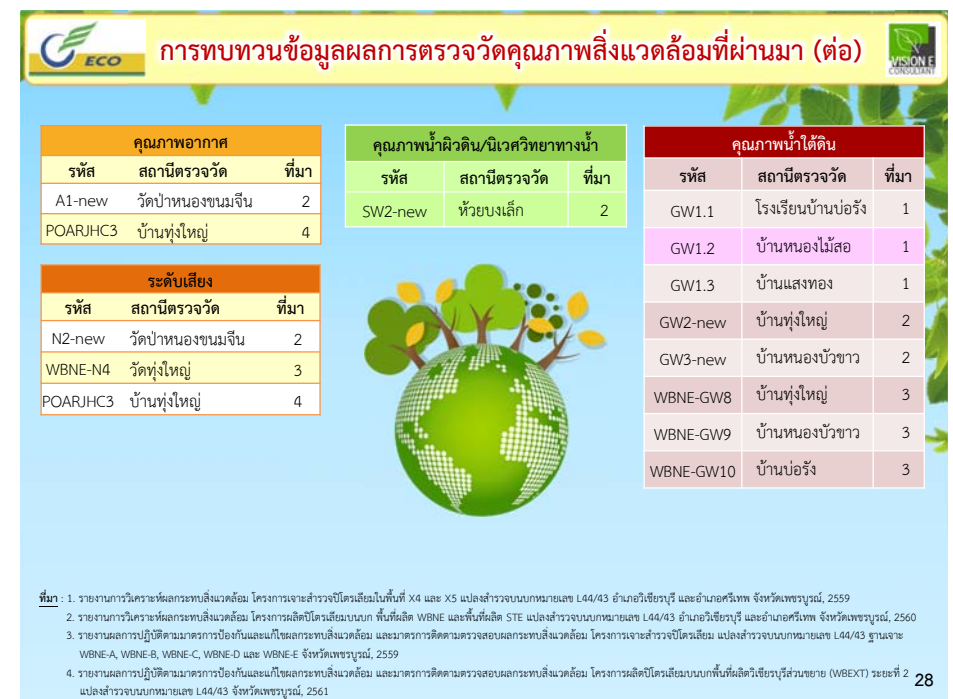 ECO
การทบทวนข้อมูลผลการตรวจวัดคุณภาพสิ่งแวดล้อมที่ผ่านมา (ต่อ)
VISION E
CONSULTANT
คุณภาพอากาศ
รหัส สถานีตรวจวัด ที่มา
A1-new วัดป่าหนองขนมจีน 2
POARJHC3 บ้านทุ่งใหญ่ 4
ระดับเสียง
รหัส สถานีตรวจวัด ที่มา
N2-new วัดป่าหนองขนมจีน 2
WBNE-N4 วัดทุ่งใหญ่ 3
POARJHC3 บ้านทุ่งใหญ่ 4
คุณภาพน้ำผิวดิน/นิเวศวิทยาทางน้ำ
รหัส สถานีตรวจวัด ที่มา
SW2-new ห้วยบงเล็ก 2
คุณภาพน้ำใต้ดิน
รหัส สถานีตรวจวัด ที่มา
GW1.1 โรงเรียนบ้านบ่อรัง 1
GW1.2 บ้านหนองไม้สอ 1
GW1.3 บ้านแสงทอง 1
GW2-new บ้านทุ่งใหญ่ 2
GW3-new บ้านหนองบัวขาว 2
WBNE-GW8 บ้านทุ่งใหญ่ 3
WBNE-GW9 บ้านหนองบัวขาว 3
WBNE-GW10 บ้านบ่อรัง 3
ที่มา : 1. รายงานการวิเคราะห์ผลกระทบสิ่งแวดล้อม โครงการเจาะสำรวจปิโตรเลียมในพื้นที่ X4 และ X5 แปลงสำรวจบนบกหมายเลข L44/43 อำเภอวิเชียรบุรี และอำเภอศรีเทพ จังหวัดเพชรบูรณ์, 2559
2. รายงานการวิเคราะห์ผลกระทบสิ่งแวดล้อม โครงการผลิตปิโตรเลียมบนบก พื้นที่ผลิต WBNE และพื้นที่ผลิต STE แปลงสำรวจบนบกหมายเลข L44/43 อำเภอวิเชียรบุรี และอำเภอศรีเทพ จังหวัดเพชรบูรณ์, 2560
3. รายงานผลการปฏิบัติตามมาตรการป้องกันและแก้ไขผลกระทบสิ่งแวดล้อม และมาตรการติดตามตรวจสอบผลกระทบสิ่งแวดล้อม โครงการเจาะสำรวจปิโตรเลียม แปลงสำรวจบนบกหมายเลข L44/43 ฐานเจาะ
WBNE-A, WBNE-B, WBNE-C, WBNE-D และ WBNE-E จังหวัดเพชรบูรณ์, 2559
4. รายงานผลการปฏิบัติตามมาตรการป้องกันและแก้ไขผลกระทบสิ่งแวดล้อม และมาตรการติดตามตรวจสอบผลกระทบสิ่งแวดล้อม โครงการผลิตปิโตรเลียมบนบกพื้นที่ผลิตวิเชียรบุรีส่วนขยาย (WBEXT) ระยะที่ 2
แปลงสำรวจบนบกหมายเลข L44/43 จังหวัดเพชรบูรณ์, 2561
28